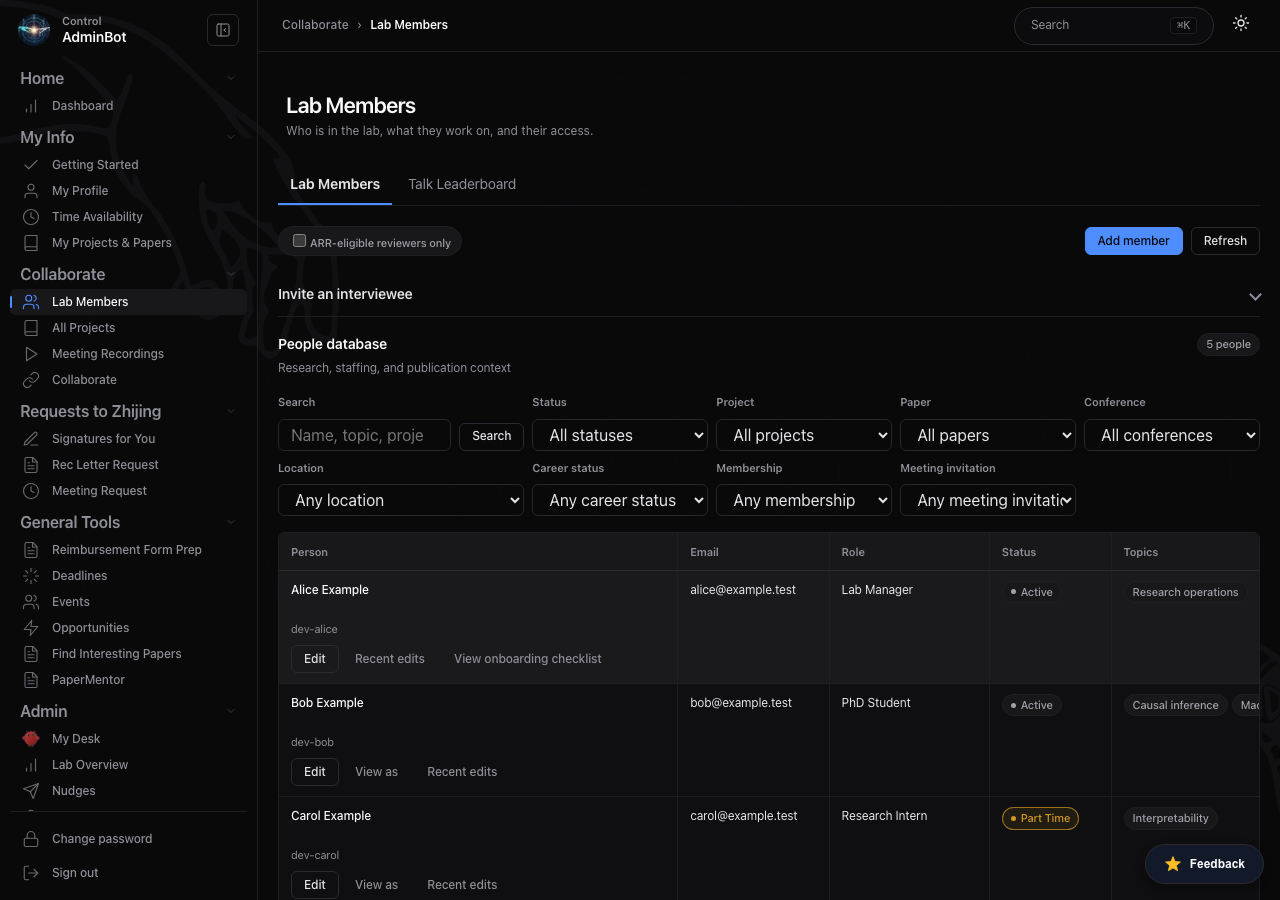 Control
AdminBot
Home
Dashboard
My Info
Getting Started
My Profile
Time Availability
My Projects & Papers
Collaborate
Lab Members
All Projects
Meeting Recordings
Collaborate
Requests to Zhijing
Signatures for You
Rec Letter Request
Meeting Request
General Tools
Reimbursement Form Prep
Deadlines
Events
Opportunities
Find Interesting Papers
PaperMentor
Admin
My Desk
Lab Overview
Nudges
Change password
Sign out
Collaborate › Lab Members
Search ⌘K
Lab Members
Who is in the lab, what they work on, and their access.
Lab Members Talk Leaderboard
ARR-eligible reviewers only
Add member Refresh
Invite an interviewee
People database
5 people
Research, staffing, and publication context
Search Status Project Paper Conference
Name, topic, proje Search All statuses All projects All papers All conferences
Location Career status Membership Meeting invitation
Any location Any career status Any membership Any meeting invitatio
Person Email Role Status Topics
Alice Example alice@example.test Lab Manager Active Research operations
dev-alice
Edit Recent edits View onboarding checklist
Bob Example bob@example.test PhD Student Active Causal inference Mac
dev-bob
Edit View as Recent edits
Carol Example carol@example.test Research Intern Part Time Interpretability
dev-carol
Edit View as Recent edits
Feedback